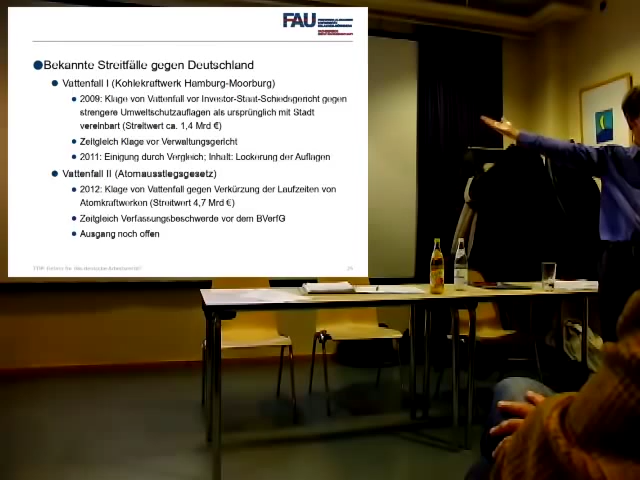 FAU
Bekannte Streitfälle gegen Deutschland
Vattenfall I (Kohlekraftwerk Hamburg-Moorburg)
2009: Klage von Vattenfall vor Investor-Staat-Schiedsgericht gegen
strengere Umweltschutzauflagen als ursprünglich mit Stadt
vereinbart (Streitwert ca. 1,4 Mrd €)
Zeitgleich Klage vor Verwaltungsgericht
2011: Einigung durch Vergleich; Inhalt: Lockerung der Auflagen
Vattenfall II (Atomausstiegsgesetz)
2012: Klage von Vattenfall gegen Verkürzung der Laufzeiten von
Atomkraftwerken (Streitwert 4,7 Mrd €)
Zeitgleich Verfassungsbeschwerde vor dem BVerfG
Ausgang noch offen